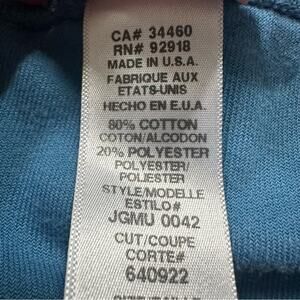 CA# 34460
RN# 92918
MADE IN U.S.A.
FABRIQUE AUX
ETATS-UNIS
HECHO EN E.U.A.
80% COTTON
COTON/ALCODON
20% POLYESTER
POLYESTER/
POLIESTER
STYLE/MODELLE
ESTILO#
JGMU 0042
CUT/COUPE
CORTE#
640922